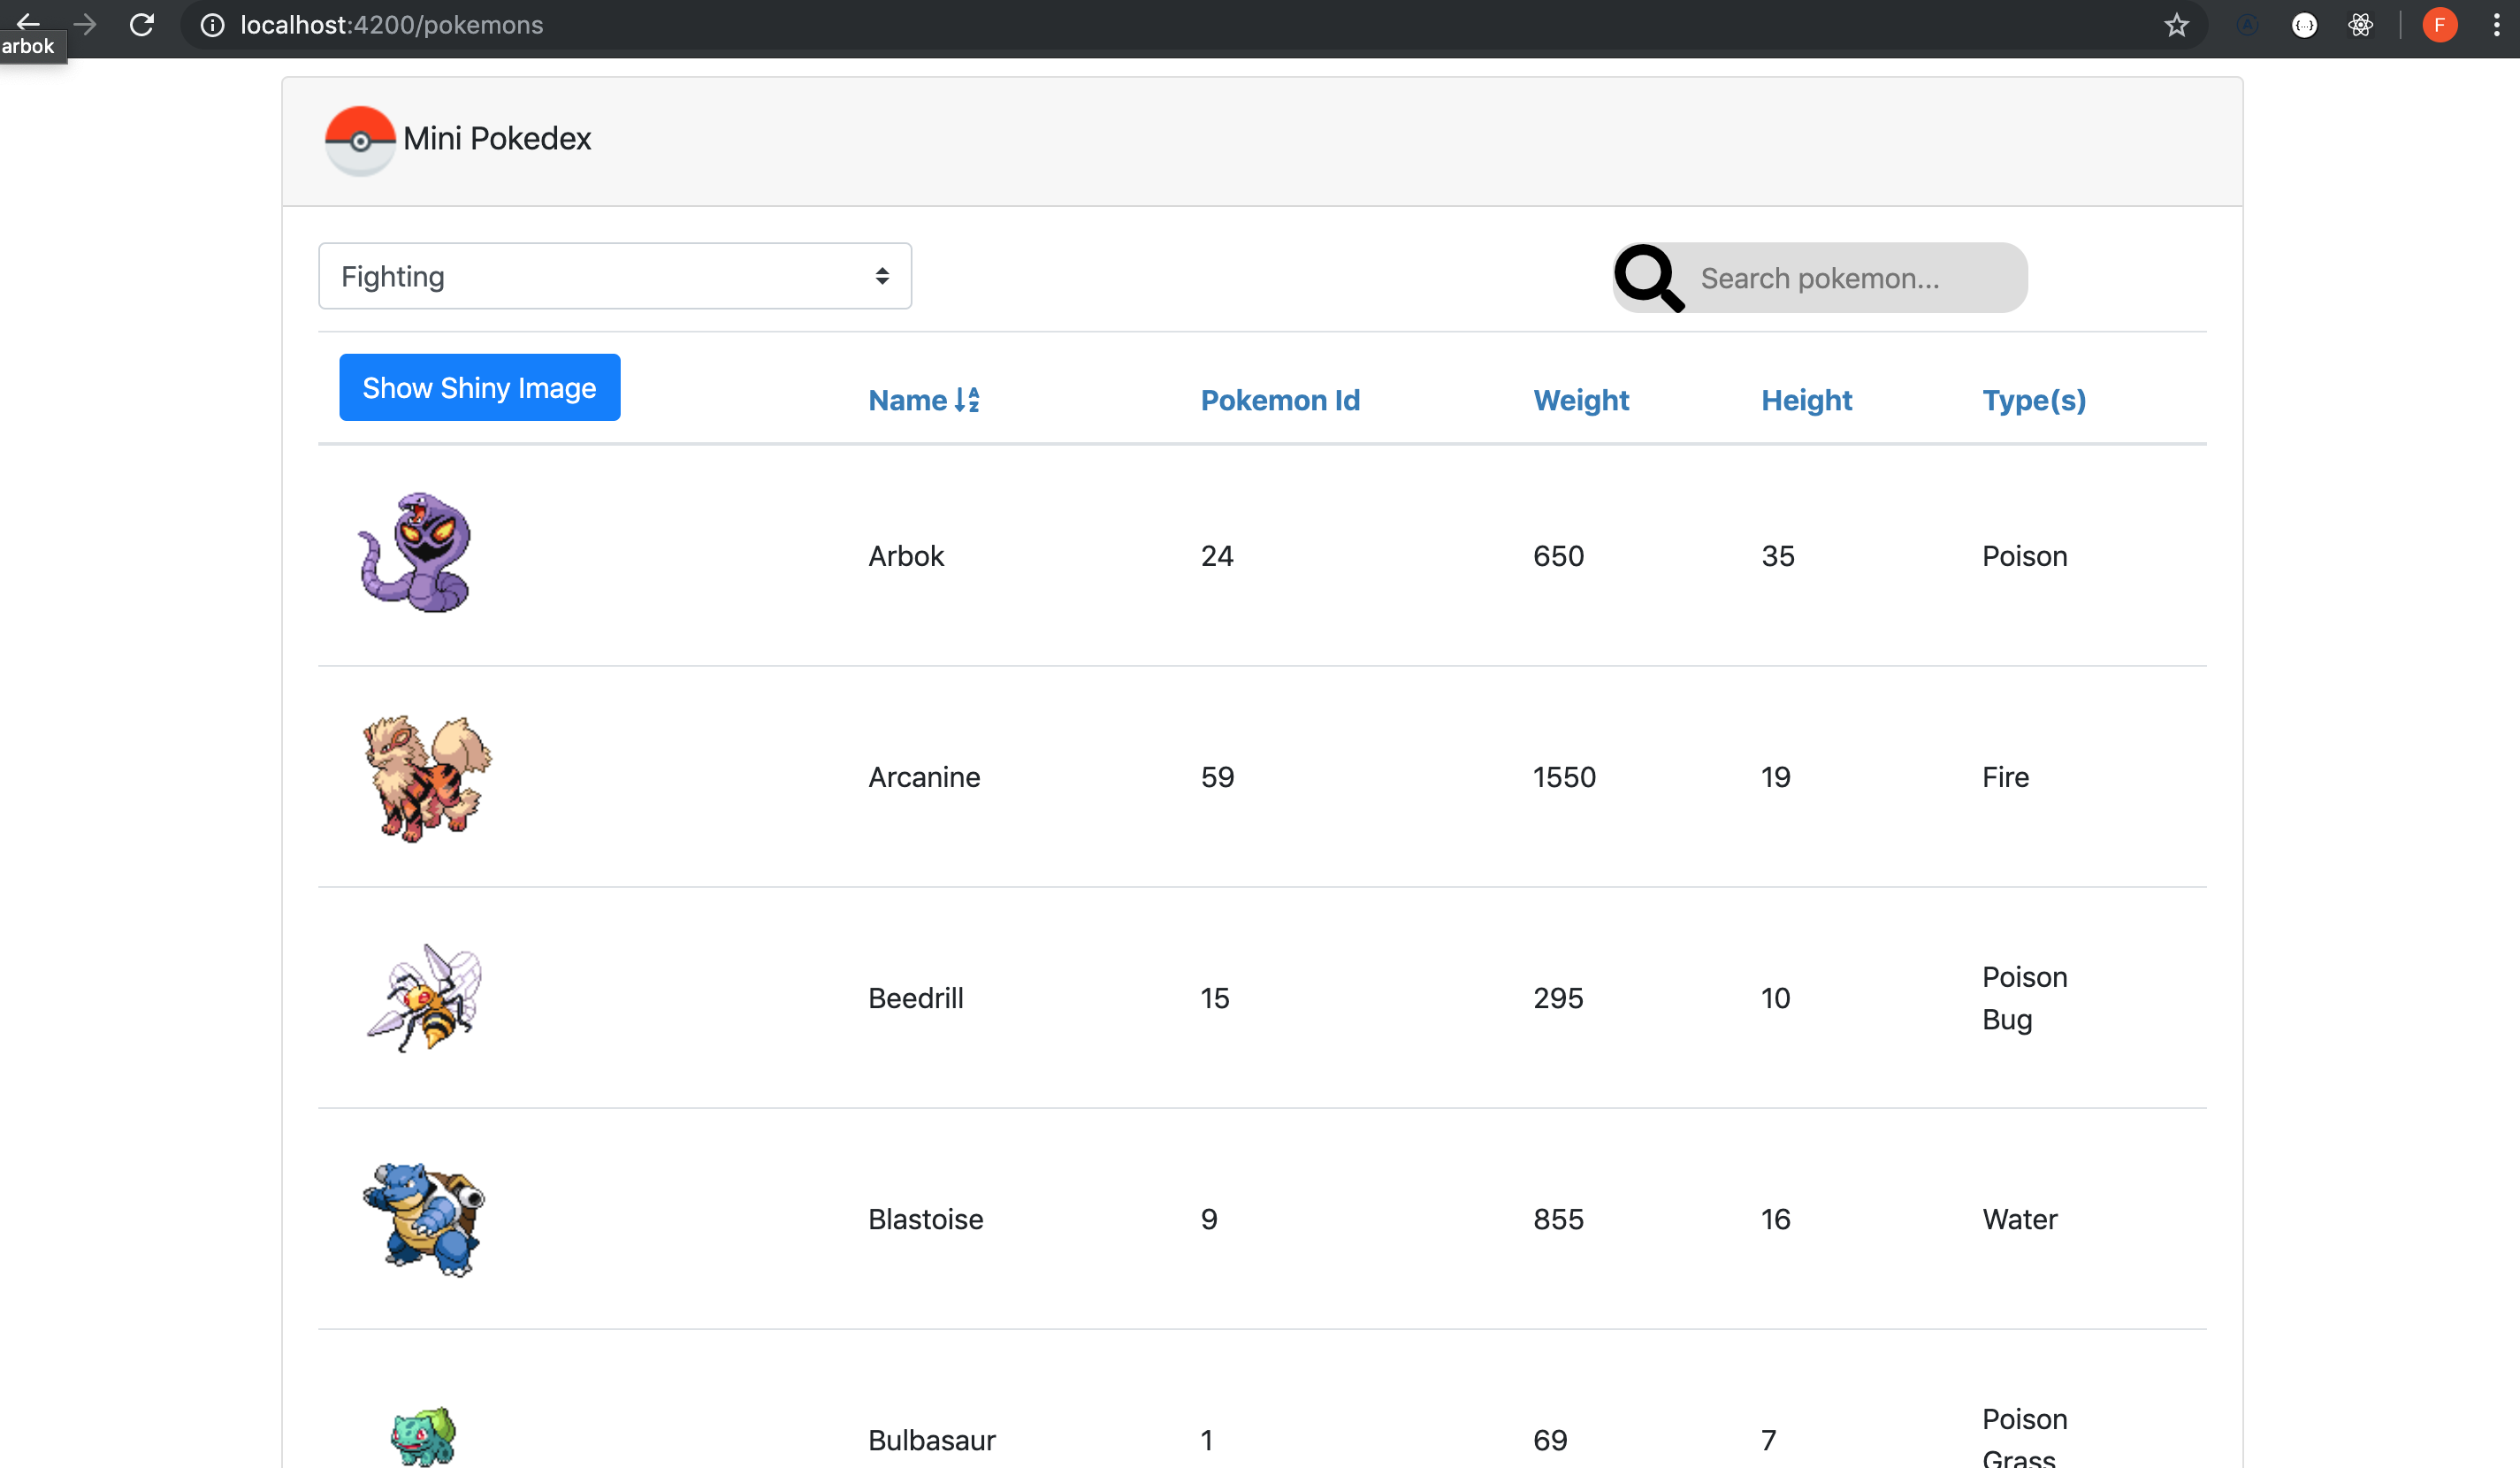 localhost:4200/pokemons
F
arbok
Mini Pokedex
Fighting
Search pokemon...
Show Shiny Image
Name Pokemon Id Weight Height Type(s)
Arbok 24 650 35 Poison
Arcanine 59 1550 19 Fire
Beedrill 15 295 10 Poison
Bug
Blastoise 9 855 16 Water
Bulbasaur 1 69 7 Poison
Grass